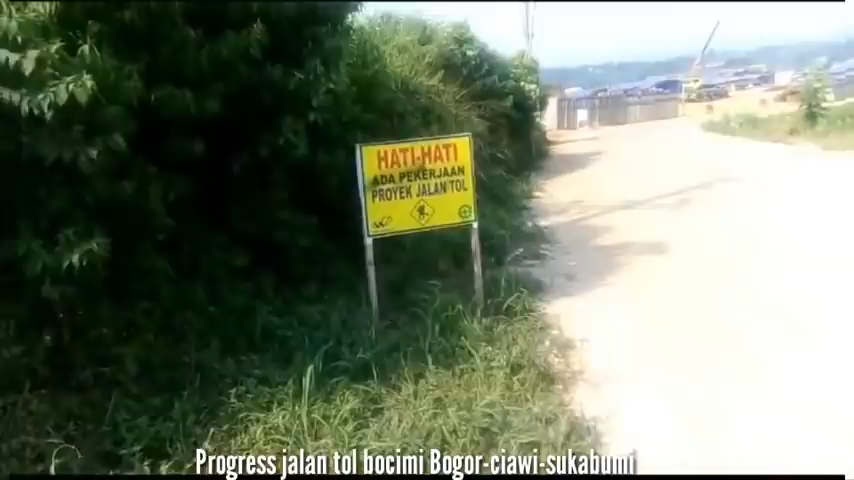 HATI-HATI
ADA PEKERJAAN
PROYEK JALAN TOL
Progress jalan tol bocimi Bogor-ciawi-sukabumi